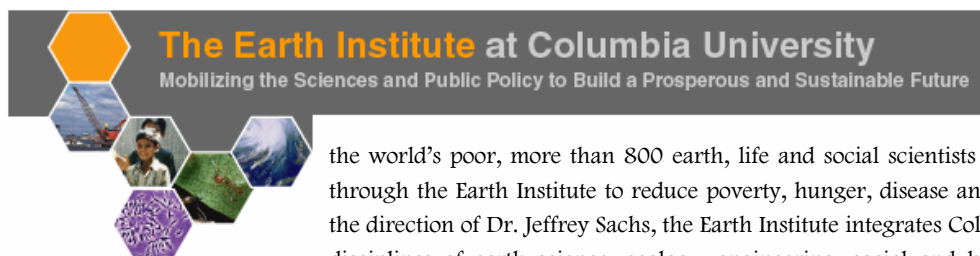 The Earth Institute at Columbia University
Mobilizing the Sciences and Public Policy to Build a Prosperous and Sustainable Future
the world's poor, more than 800 earth, life and social scientists
through the Earth Institute to reduce poverty, hunger, disease an
the direction of Dr. Jeffrey Sachs, the Earth Institute integrates Col